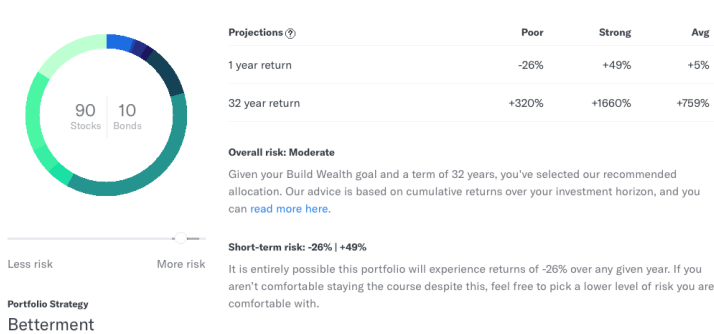 Projections ? Poor Strong Avg
1 year return -26% +49% +5%
90 10
Stocks Bonds
32 year return +320% +1660% +759%
Overall risk: Moderate
Given your Build Wealth goal and a term of 32 years, you've selected our recommended
allocation. Our advice is based on cumulative returns over your investment horizon, and you
can read more here.
Less risk More risk
Short-term risk: -26% | +49%
It is entirely possible this portfolio will experience returns of -26% over any given year. If you
aren't comfortable staying the course despite this, feel free to pick a lower level of risk you are
comfortable with.
Portfolio Strategy
Betterment